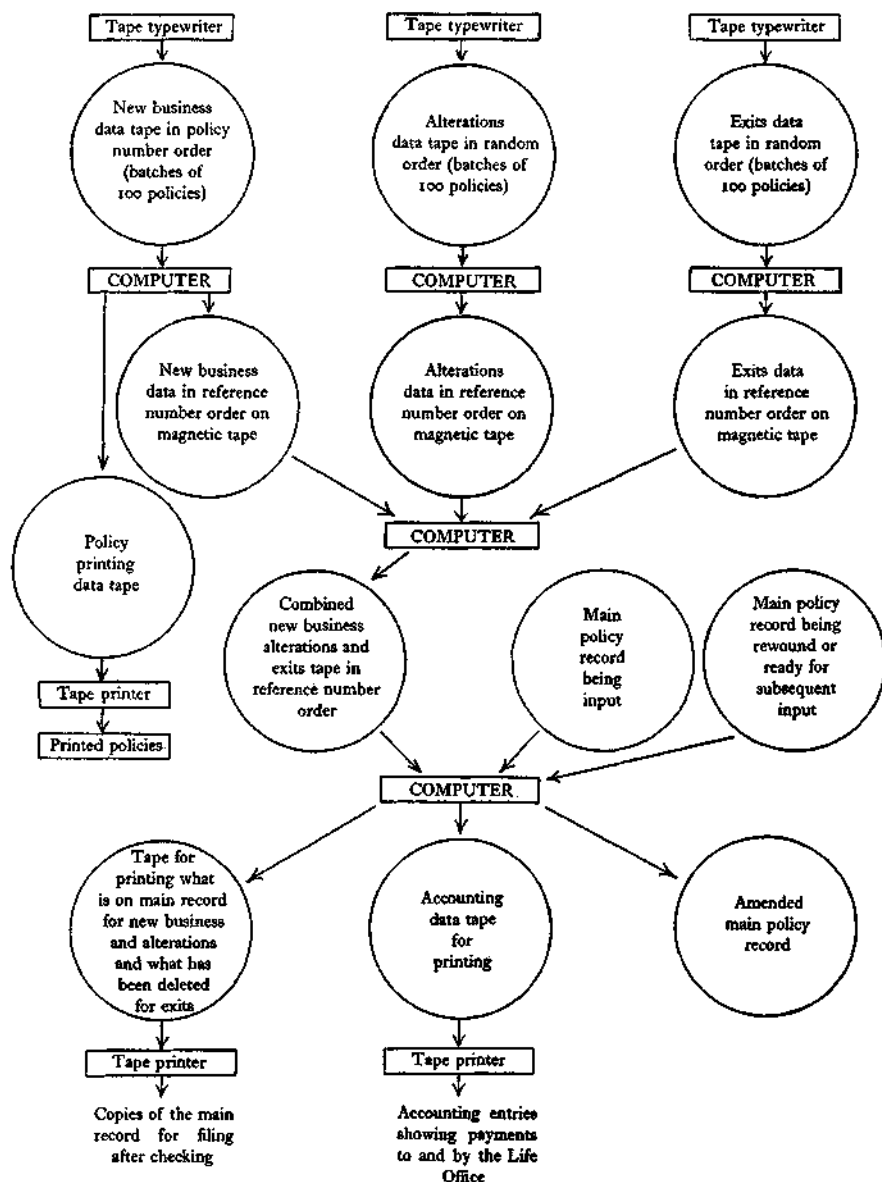 Tape typewriter
Tape typewriter
Tape typewriter
New business
data tape in policy
number order
(batches of
100 policies)
Alterations
data tape in random
order (batches of
100 policies)
Exits data
tape in random
order (batches of
100 policies)
COMPUTER
COMPUTER
COMPUTER
New business
data in reference
number order on
magnetic tape
Alterations
data in reference
number order on
magnetic tape
Exits data
in reference
number order on
magnetic tape
COMPUTER
Policy
printing
data tape
Tape printer
Printed policies
Combined
new business
alterations and
exits tape in
reference number
order
Main
policy
record
being
input
Main policy
record being
rewound or
ready for
subsequent
input
COMPUTER
Tape for
printing what
is on main record
for new business
and alterations
and what has
been deleted
for exits
Accounting
data tape
for
printing
Amended
main policy
record
Tape printer
Tape printer
Copies of the main
record for filing
after checking
Accounting entries
showing payments
to and by the Life
Office